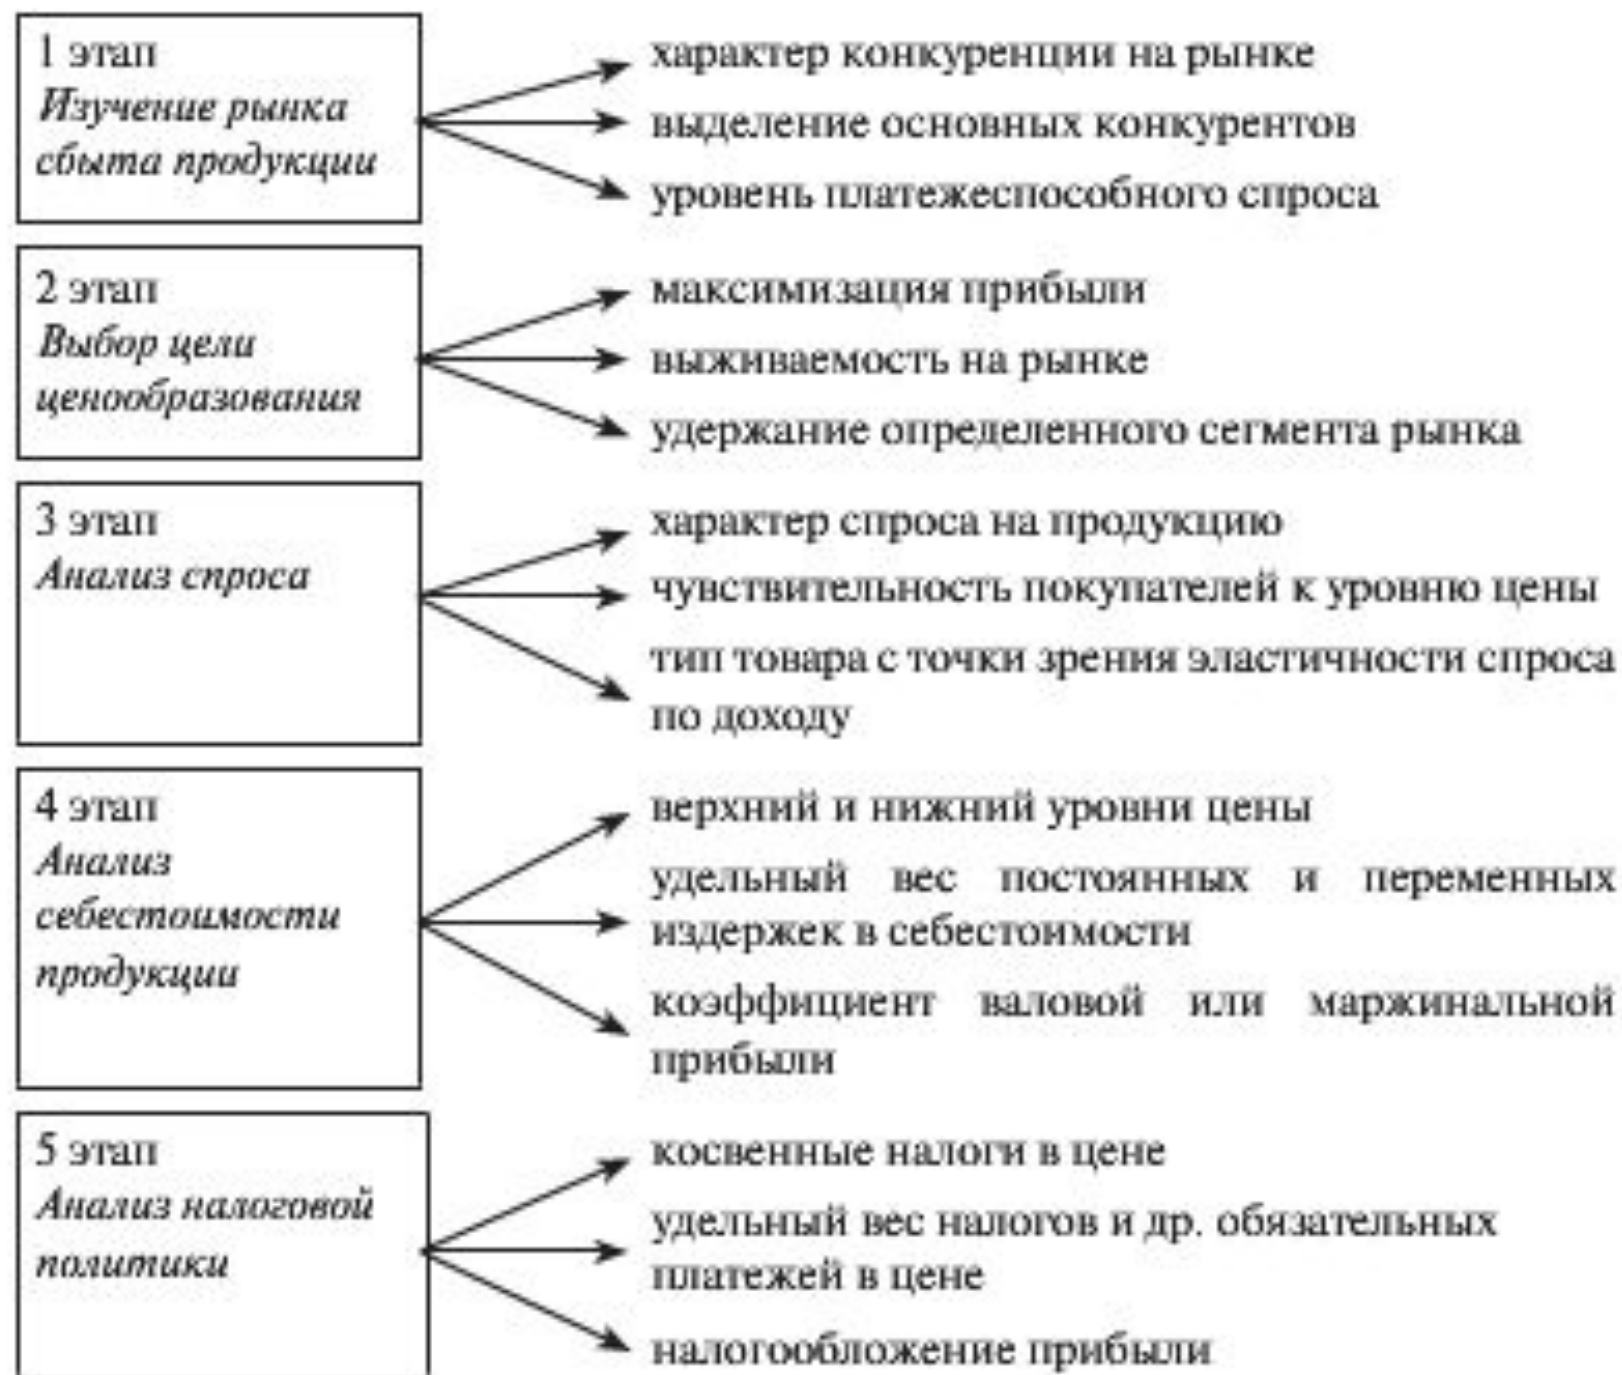 1 этап
Изучение рынка
сбыта продукции
характер конкуренции на рынке
выделение основных конкурентов
уровень платежеспособного спроса
2 этап
Выбор цели
ценообразования
максимизация прибыли
выживаемость на рынке
удержание определенного сегмента рынка
3 этап
Анализ спроса
характер спроса на продукцию
чувствительность покупателей к уровню цены
тип товара с точки зрения эластичности спроса
по доходу
4 этап
Анализ
себестоимости
продукции
верхний и нижний уровни цены
удельный вес постоянных и переменных
издержек в себестоимости
коэффициент валовой или маржинальной
прибыли
5 этап
Анализ налоговой
политики
косвенные налоги в цене
удельный вес налогов и др. обязательных
платежей в цене
налогообложение прибыли